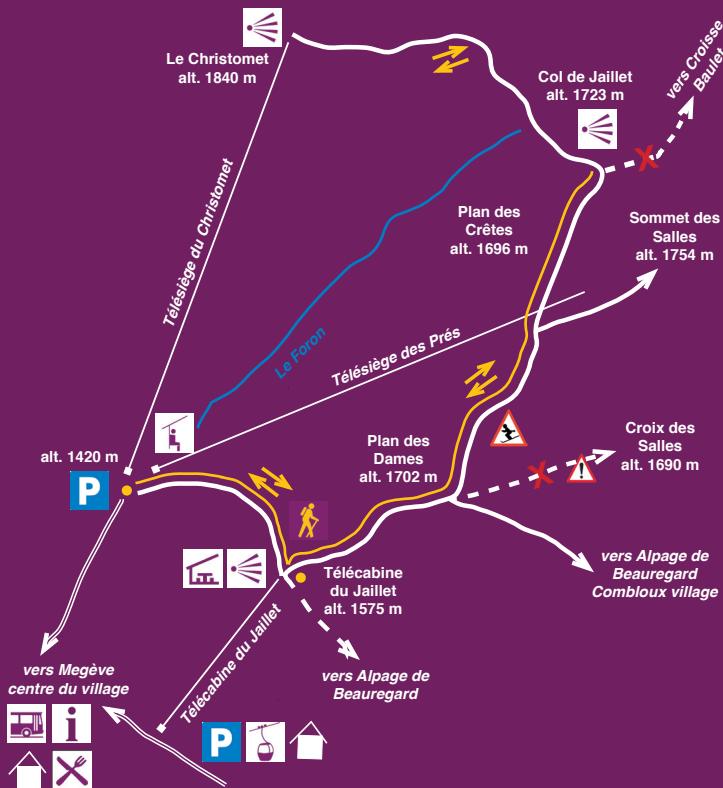 Le Christomet
alt. 1840 m
Col de Jaillet
alt. 1723 m
vers Croisse
Baulet
Télésiège du Christomet
Plan des
Crêtes
alt. 1696 m
Sommet des
Salles
alt. 1754 m
Le Foron
Télésiège des Prés
alt. 1420 m
P
Plan des
Dames
alt. 1702 m
Croix des
Salles
alt. 1690 m
vers Alpage de
Beauregard
Combloux village
Télécabine
du Jaillet
alt. 1575 m
Télécabine du Jaillet
vers Alpage de
Beauregard
vers Megève
centre du village
i
P